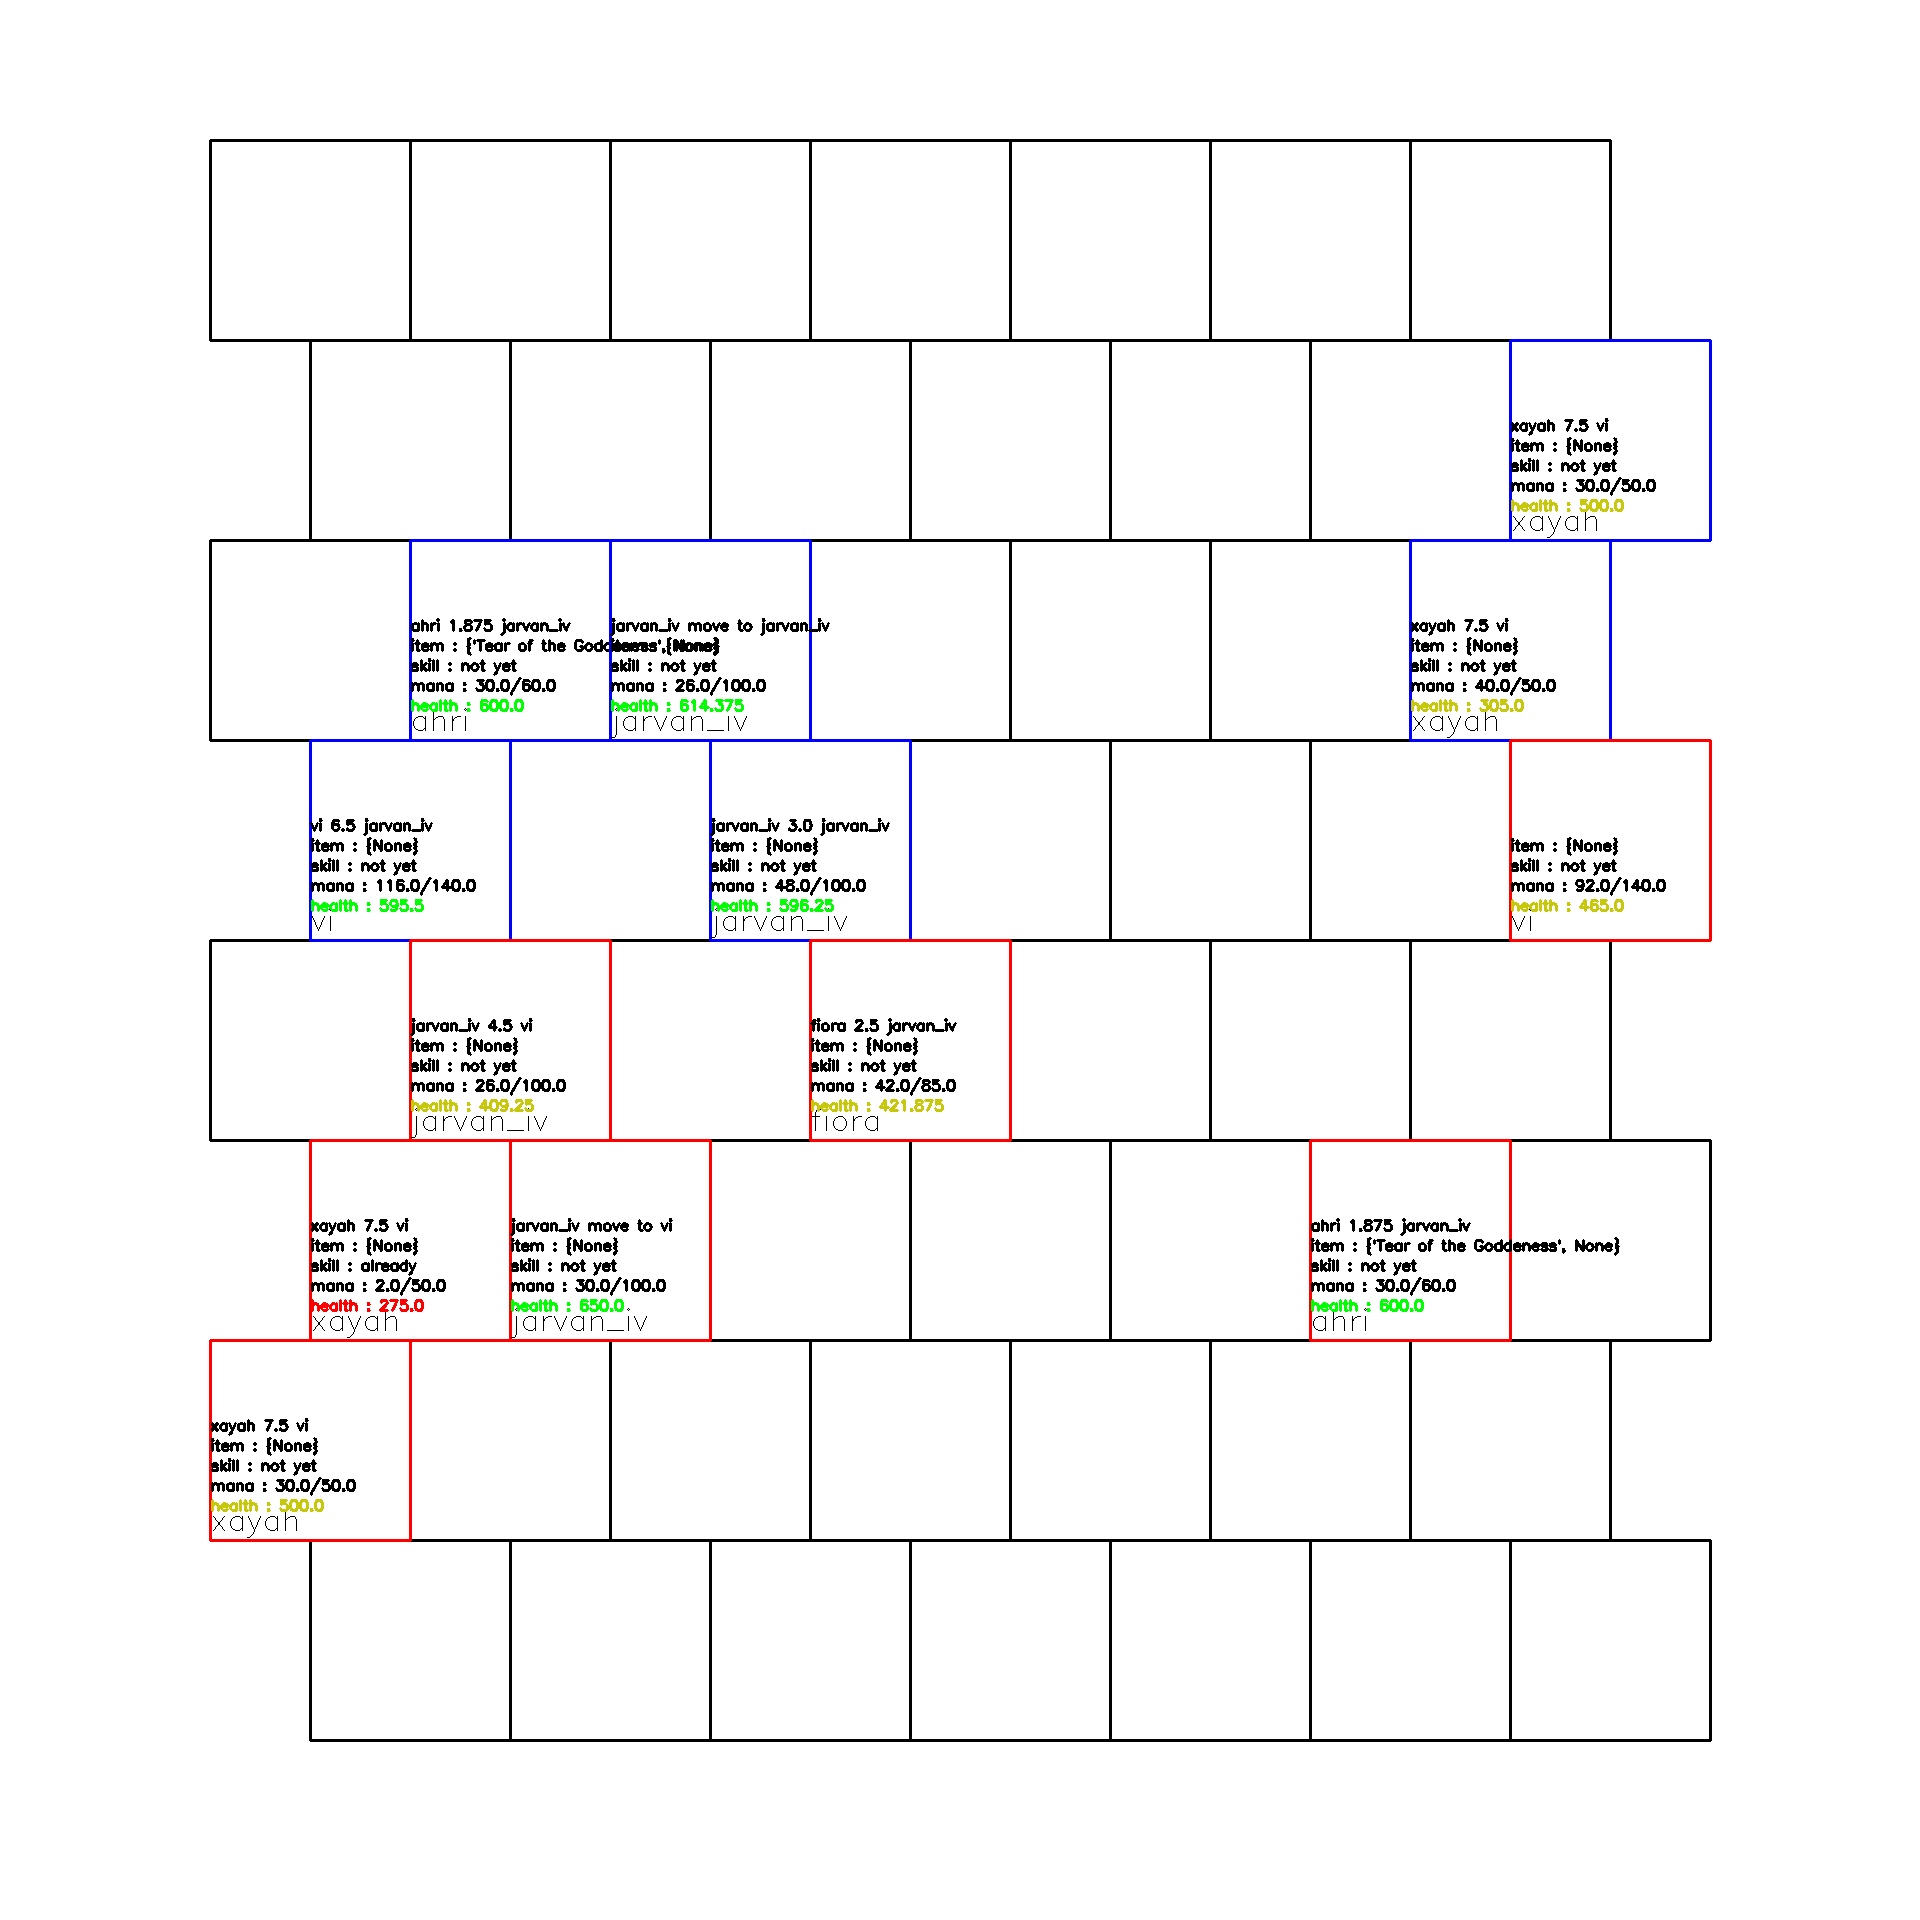 xayah 7.5 vi
item : {None}
skill : not yet
mana : 30.0/50.0
health : 500.0
xayah
ahri 1.875 jarvan_iv
item : {'Tear of the Goddeness', None}
skill : not yet
mana : 30.0/60.0
health : 600.0
ahri
jarvan_iv move to jarvan_iv
item : {None}
skill : not yet
mana : 26.0/100.0
health : 614.375
jarvan_iv
xayah 7.5 vi
item : {None}
skill : not yet
mana : 40.0/50.0
health : 305.0
xayah
vi 6.5 jarvan_iv
item : {None}
skill : not yet
mana : 116.0/140.0
health : 595.5
vi
jarvan_iv 3.0 jarvan_iv
item : {None}
skill : not yet
mana : 48.0/100.0
health : 596.25
jarvan_iv
item : {None}
skill : not yet
mana : 92.0/140.0
health : 465.0
vi
jarvan_iv 4.5 vi
item : {None}
skill : not yet
mana : 26.0/100.0
health : 409.25
jarvan_iv
fiora 2.5 jarvan_iv
item : {None}
skill : not yet
mana : 42.0/85.0
health : 421.875
fiora
xayah 7.5 vi
item : {None}
skill : already
mana : 2.0/50.0
health : 275.0
xayah
jarvan_iv move to vi
item : {None}
skill : not yet
mana : 30.0/100.0
health : 650.0
jarvan_iv
ahri 1.875 jarvan_iv
item : {'Tear of the Goddeness', None}
skill : not yet
mana : 30.0/60.0
health : 600.0
ahri
xayah 7.5 vi
item : {None}
skill : not yet
mana : 30.0/50.0
health : 500.0
xayah